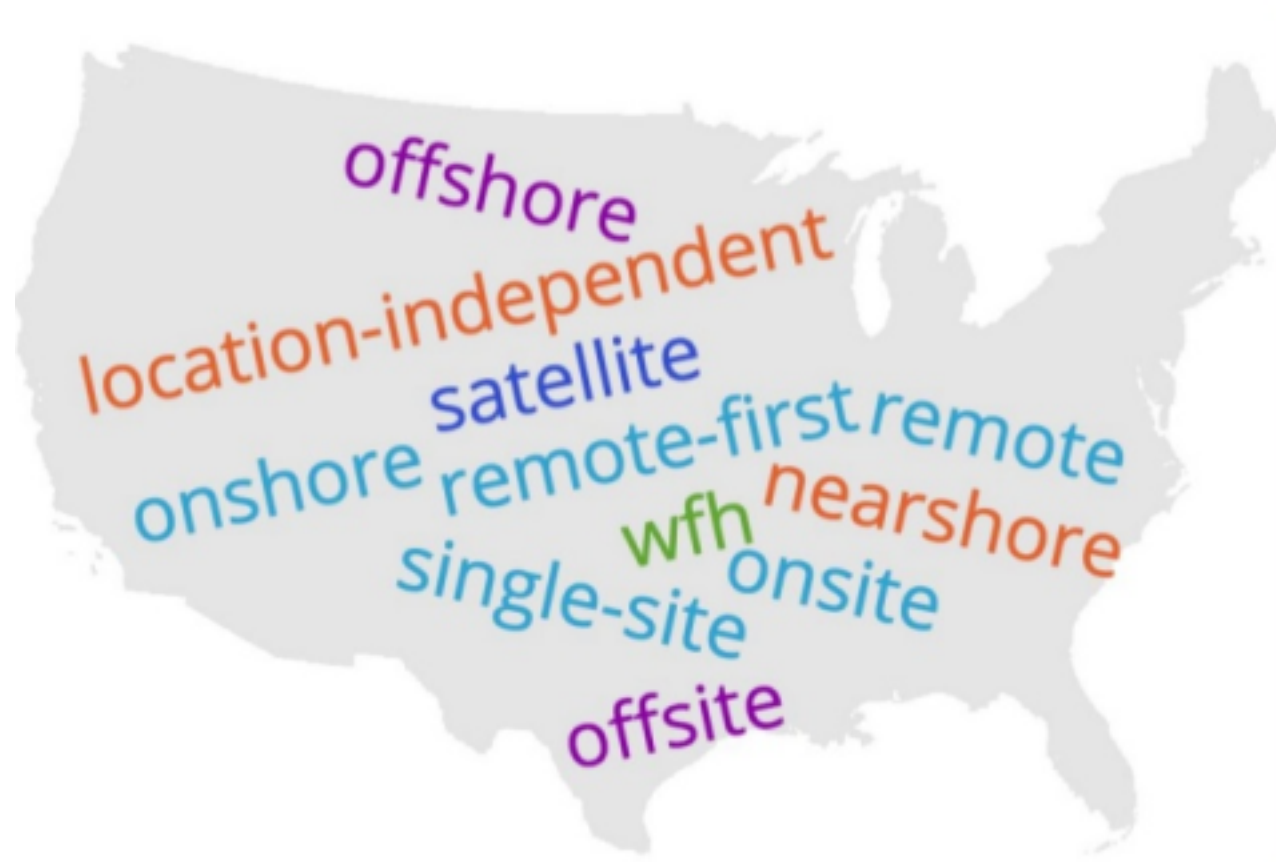 offshore
location-independent
satellite
remote-first
remote
onshore
nearshore
wfh
onsite
single-site
offsite